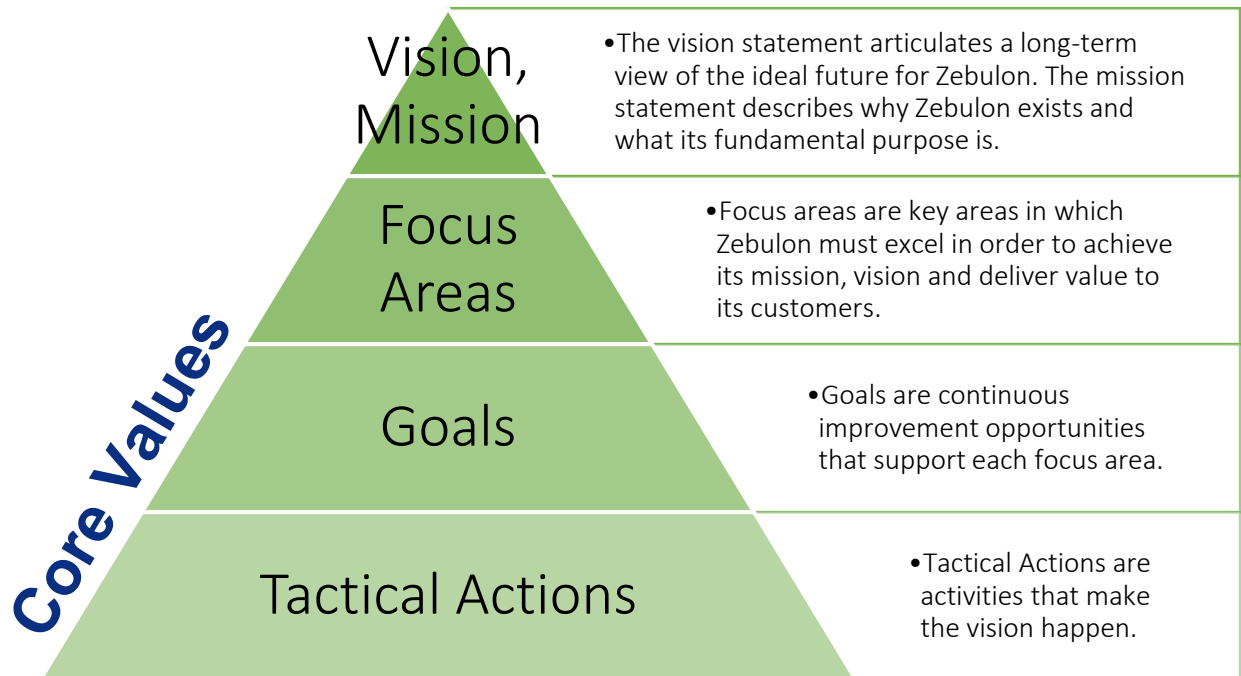 Vision,
Mission
•The vision statement articulates a long-term
view of the ideal future for Zebulon. The mission
statement describes why Zebulon exists and
what its fundamental purpose is.
Focus
Areas
•Focus areas are key areas in which
Zebulon must excel in order to achieve
its mission, vision and deliver value to
its customers.
Goals
•Goals are continuous
improvement opportunities
that support each focus area.
Tactical Actions
•Tactical Actions are
activities that make
the vision happen.
Core Values